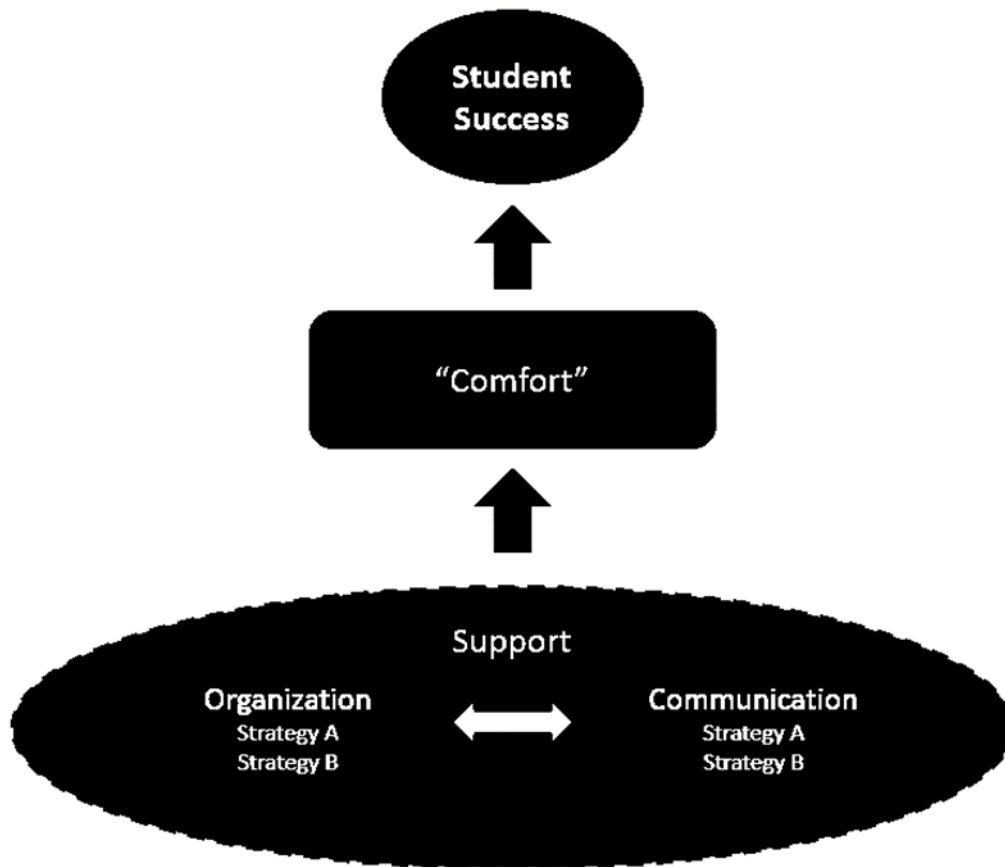 Student
Success
“Comfort”
Support
Organization
Strategy A
Strategy B
Communication
Strategy A
Strategy B